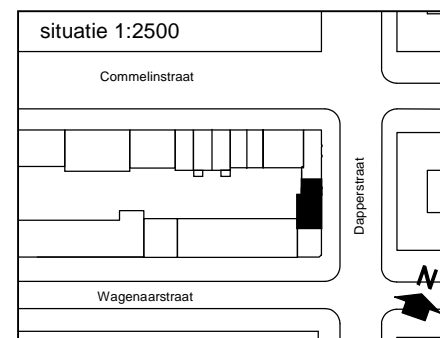 situatie 1:2500
Commelinstraat
Dapperstraat
N
Wagenaarstraat